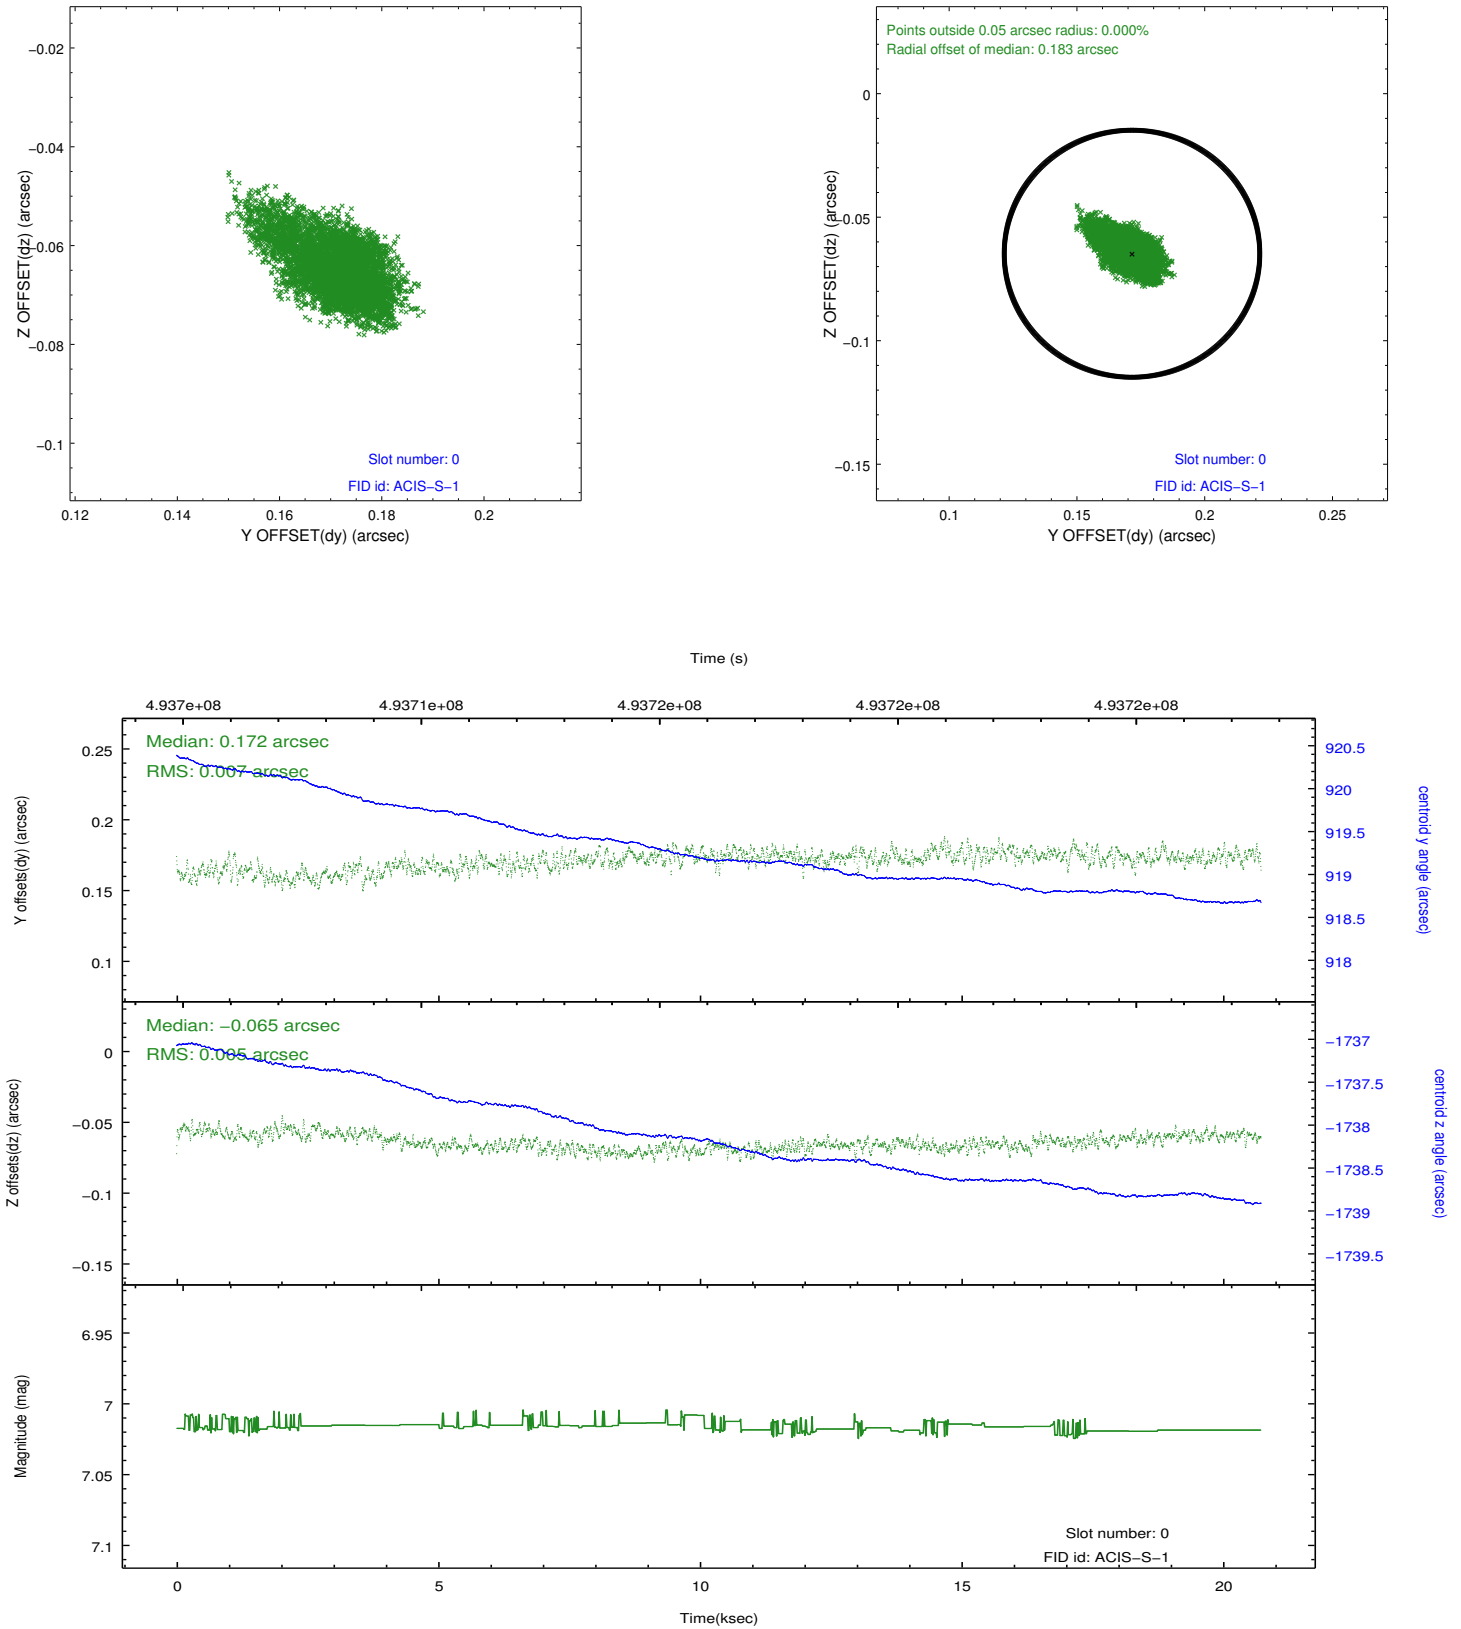 −0.02
−0.04
−0.06
−0.08
−0.1
Z OFFSET(dz) (arcsec)
Slot number: 0
FID id: ACIS−S−1
0.12 0.14 0.16 0.18 0.2
Y OFFSET(dy) (arcsec)
Points outside 0.05 arcsec radius: 0.000%
Radial offset of median: 0.183 arcsec
0
−0.05
−0.1
−0.15
Z OFFSET(dz) (arcsec)
Slot number: 0
FID id: ACIS−S−1
0.1 0.15 0.2 0.25
Y OFFSET(dy) (arcsec)
Time (s)
4.937e+08 4.9371e+08 4.9372e+08 4.9372e+08 4.9372e+08
Median: 0.172 arcsec
RMS: 0.007 arcsec
0.25
0.2
0.15
0.1
Y offsets(dy) (arcsec)
920.5
920
919.5
919
918.5
918
centroid y angle (arcsec)
Median: −0.065 arcsec
RMS: 0.005 arcsec
0
−0.05
−0.1
−0.15
Z offsets(dz) (arcsec)
−1737
−1737.5
−1738
−1738.5
−1739
−1739.5
centroid z angle (arcsec)
6.95
7
7.05
7.1
Magnitude (mag)
Slot number: 0
FID id: ACIS−S−1
0 5 10 15 20
Time(ksec)